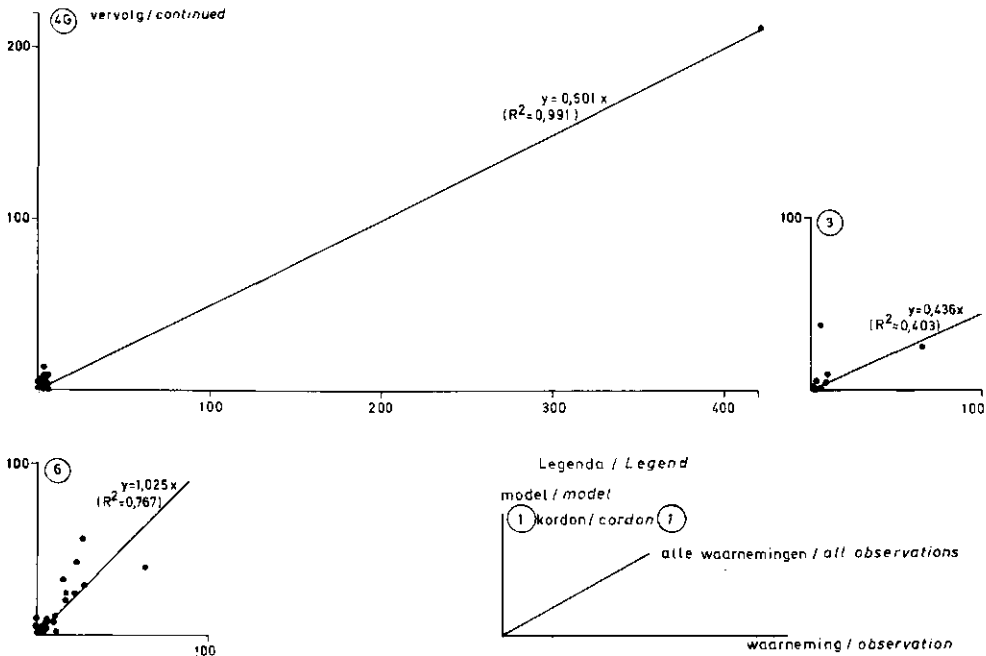 4G vervolg / continued
200
y=0,501 x
(R²=0,991)
100
100 200 300 400
3
100
y=0,436x
(R²=0,403)
100
6
100
y=1,025 x
(R²=0,767)
100
Legenda / Legend
model / model
1 kordon / cordon 1
alle waarnemingen / all observations
waarneming / observation